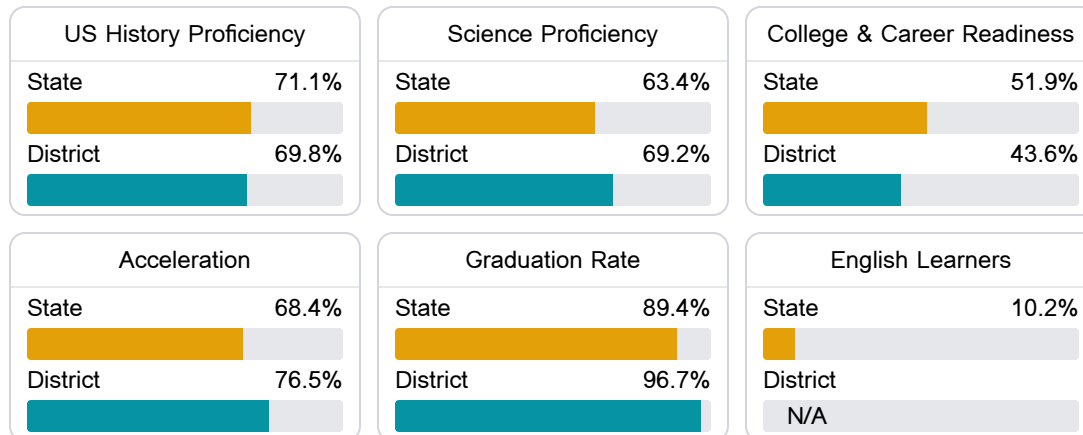 US History Proficiency
State 71.1%
District 69.8%
Science Proficiency
State 63.4%
District 69.2%
College & Career Readiness
State 51.9%
District 43.6%
Acceleration
State 68.4%
District 76.5%
Graduation Rate
State 89.4%
District 96.7%
English Learners
State 10.2%
District
N/A